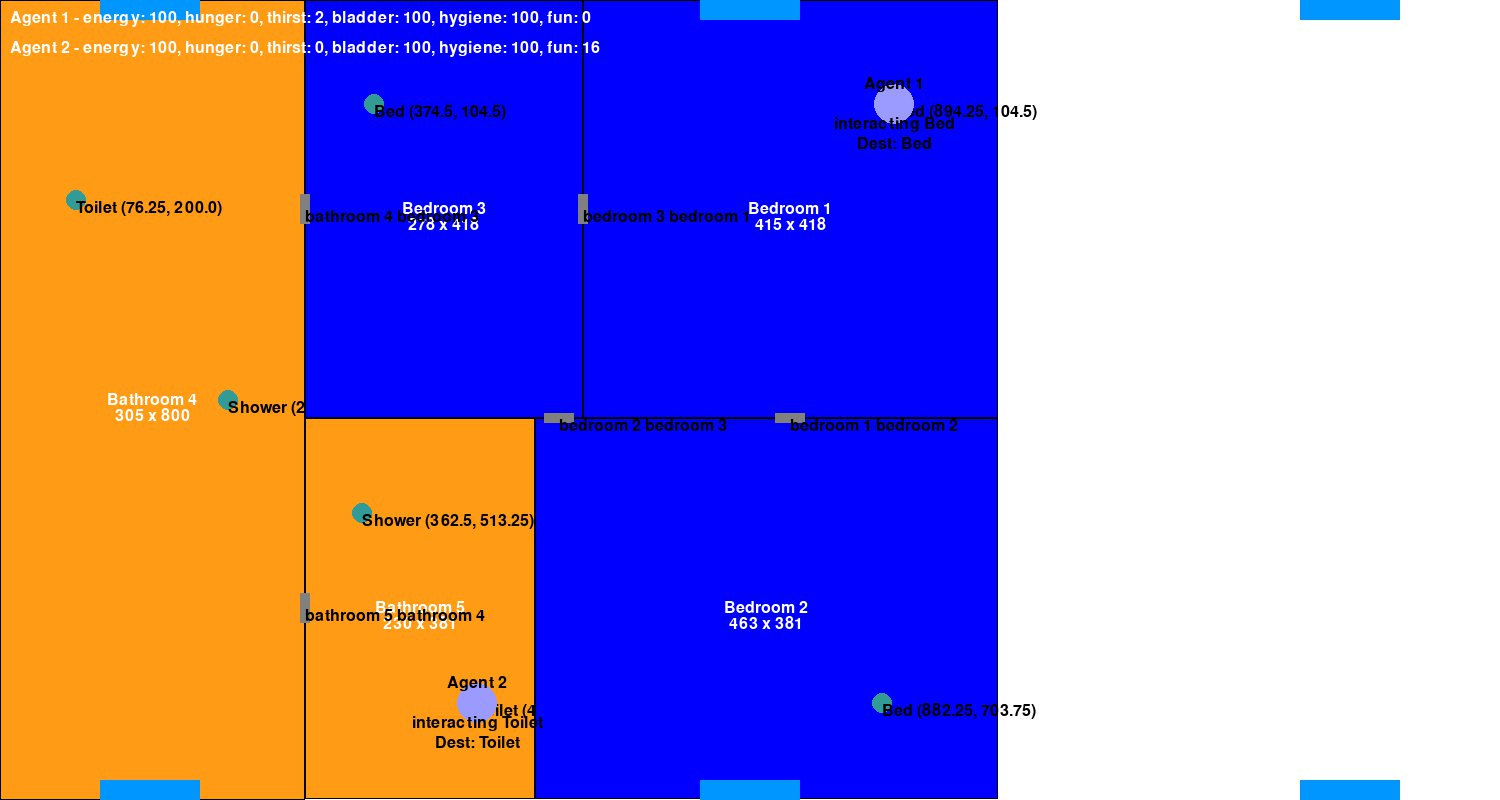 Agent 1 - energy: 100, hunger: 0, thirst: 2, bladder: 100, hygiene: 100, fun: 0
Agent 2 - energy: 100, hunger: 0, thirst: 0, bladder: 100, hygiene: 100, fun: 16
Agent 1
Bed (374.5, 104.5)
d (894.25, 104.5)
interacting Bed
Dest: Bed
Toilet (76.25, 200.0)
Bedroom 3
bathroom 4 bedroom 3
278 x 418
bedroom 3 bedroom 1
Bedroom 1
415 x 418
Bathroom 4
305 x 800
Shower (2
bedroom 2 bedroom 3
bedroom 1 bedroom 2
Shower (362.5, 513.25)
Bathroom 5
bathroom 5 bathroom 4
230 x 381
Bedroom 2
463 x 381
Agent 2
ilet (4
interacting Toilet
Dest: Toilet
Bed (882.25, 703.75)